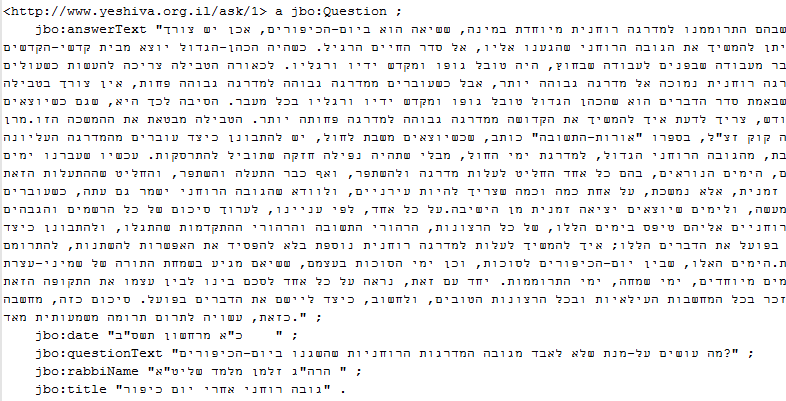 <http://www.yeshiva.org.il/ask/1> a jbo:Question ;
jbo:answerText "שבהם התרוממנו למדרגה רוחנית מיוחדת במינה, ששיאה הוא ביום-הכיפורים, אכן יש צורך
יתן להמשיך את הגובה הרוחני שהגענו אליו, אל סדר החיים הרגיל. כשהיה הכהן-הגדול יוצא מבית קדשי-הקדשים
בר מעבודה שבפנים לעבודה שבחוץ, היה טובל גופו ומקדש ידיו ורגליו. לכאורה הטבילה צריכה להעשות כשעולים
רגה רוחנית נמוכה אל מדרגה גבוהה יותר, אבל כשעוברים ממדרגה גבוהה למדרגה גבוהה פחות, אין צורך בטבילה
שבאמת סדר הדברים הוא שהכהן הגדול טובל גופו ומקדש ידיו ורגליו בכל מעבר. הסיבה לכך היא, שגם כשיוצאים
ודש, צריך לדעת איך להמשיך את הקדושה ממדרגה גבוהה למדרגה פחותה יותר. הטבילה מבטאת את ההמשכה הזו.מרן
ה קוק זצ"ל, בספרו "אורות-התשובה" כותב, שכשיוצאים משבת לחול, יש להתבונן כיצד עוברים מהמדרגה העליונה
בת, מהגובה הרוחני הגדול, למדרגת ימי החול, מבלי שתהיה נפילה חזקה שתוביל להתרסקות. עכשיו שעברנו ימים
ם, הימים הנוראים, בהם כל אחד החליט לעלות מדרגה ולהשתפר, ואף כבר התעלה והשתפר, והחליט שההתעלות הזאת
זמנית, אלא נמשכת, על אחת כמה וכמה שצריך להיות עירניים, ולוודא שהגובה הרוחני ישמר גם עתה, כשעוברים
מעשה, ולימים שיוצאים יציאה זמנית מן הישיבה.על כל אחד, לפי עניינו, לערוך סיכום של כל הרשמים והגבהים
רוחניים אליהם טיפס בימים הללו, של כל הרצונות, הרהורי התשובה והרהורי ההתקדמות שהתגלו, ולהתבונן כיצד
בפועל את הדברים הללו; איך להמשיך לעלות למדרגה רוחנית נוספת בלא להפסיד את האפשרות להשתנות, להתרומם
ת.הימים האלו, שבין יום-הכיפורים לסוכות, וכן ימי הסוכות בעצמם, ששיאם מגיע בשמחת התורה של שמיני-עצרת
מים מיוחדים, ימי שמחה, ימי התרוממות. יחד עם זאת, נראה על כל אחד לסכם בינו לבין עצמו את התקופה הזאת
זכר בכל המחשבות העילאיות ובכל הרצונות הטובים, ולחשוב, כיצד ליישם את הדברים בפועל. סיכום כזה, מחשבה
כזאת, עשויה לתרום תרומה משמעותית מאד." ;
jbo:date "כ"א מרחשון תשס"ב" ;
jbo:questionText "מה עושים על-מנת שלא לאבד מגובה המדרגות הרוחניות שהשגנו ביום-הכיפורים?" ;
jbo:rabbiName "הרה"ג זלמן מלמד שליט"א" ;
jbo:title "גובה רוחני אחרי יום כיפור" .